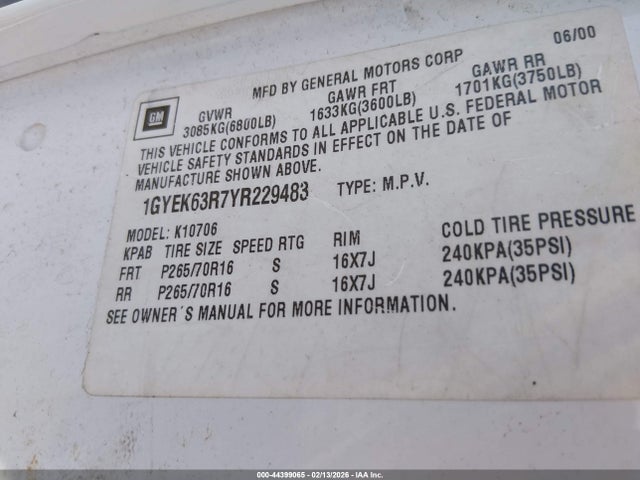 06/00
MFD BY GENERAL MOTORS CORP
GM
GVWR GAWR FRT GAWR RR
3085KG(6800LB) 1633KG(3600LB) 1701KG(3750LB)
THIS VEHICLE CONFORMS TO ALL APPLICABLE U.S. FEDERAL MOTOR
VEHICLE SAFETY STANDARDS IN EFFECT ON THE DATE OF
MANUFACTURE SHOWN ABOVE.
1GYEK63R7YR229483 TYPE: M.P.V.
MODEL: K10706
KPAB TIRE SIZE SPEED RTG RIM COLD TIRE PRESSURE
FRT P265/70R16 S 16X7J 240KPA(35PSI)
RR P265/70R16 S 16X7J 240KPA(35PSI)
SEE OWNER'S MANUAL FOR MORE INFORMATION.
000-44399065 - 02/13/2026 - IAA Inc.